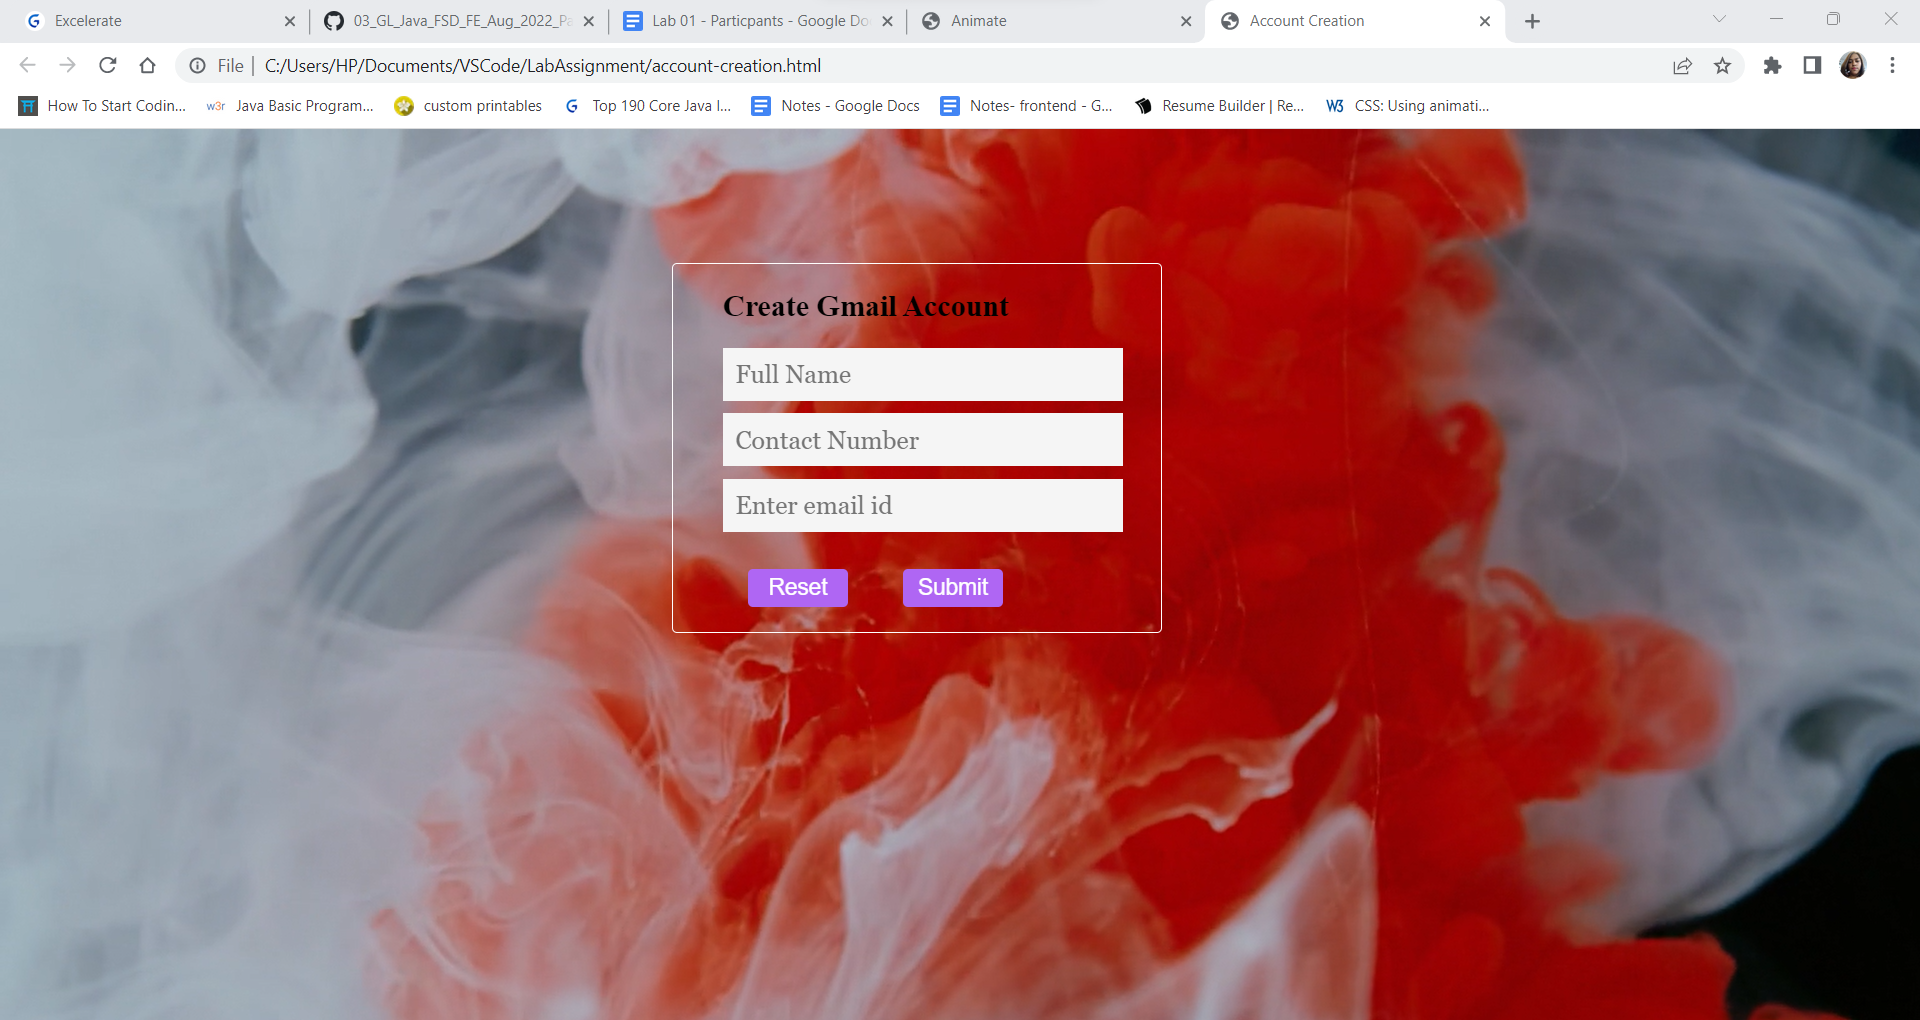 Excelerate
03_GL_Java_FSD_FE_Aug_2022_Pa
Lab 01 - Particpants - Google Do
Animate
Account Creation
File
C:/Users/HP/Documents/VSCode/LabAssignment/account-creation.html
How To Start Codin...
w3r Java Basic Program...
custom printables
G Top 190 Core Java I...
Notes - Google Docs
Notes- frontend - G...
Resume Builder | Re...
W3 CSS: Using animati...
Create Gmail Account
Full Name
Contact Number
Enter email id
Reset Submit